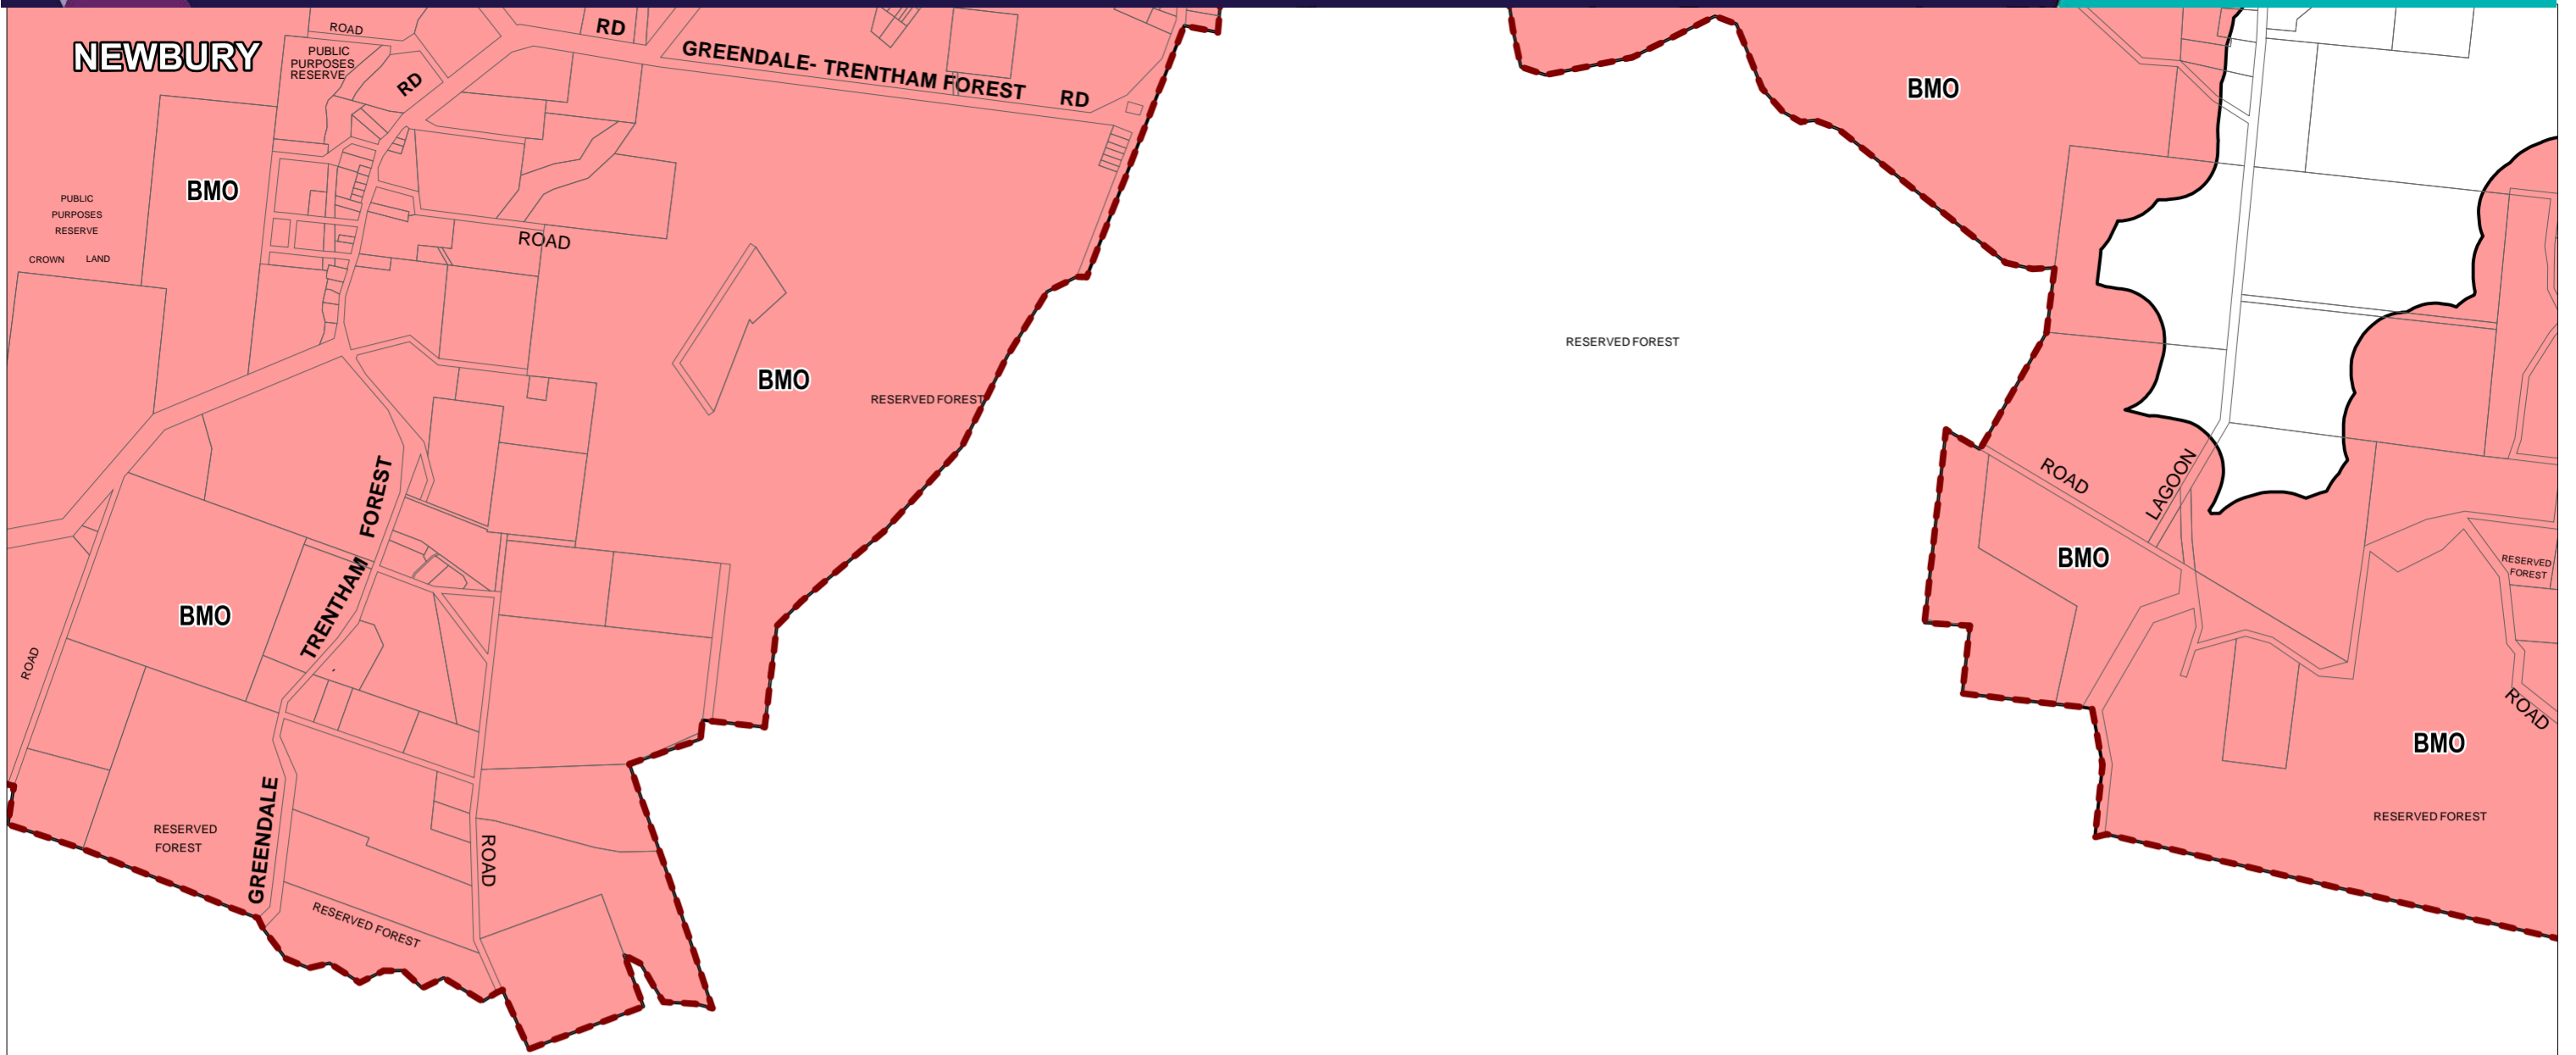 ROAD
RD
NEWBURY
PUBLIC
PURPOSES
RESERVE
RD
GREENDALE- TRENTHAM FOREST RD
BMO
BMO
PUBLIC
PURPOSES
RESERVE
CROWN LAND
ROAD
RESERVED FOREST
BMO
RESERVED FOREST
ROAD
LAGOON
GREENDALE TRENTHAM FOREST
BMO
RESERVED
FOREST
BMO
ROAD
ROAD
BMO
RESERVED FOREST
RESERVED
FOREST
ROAD
RESERVED FOREST